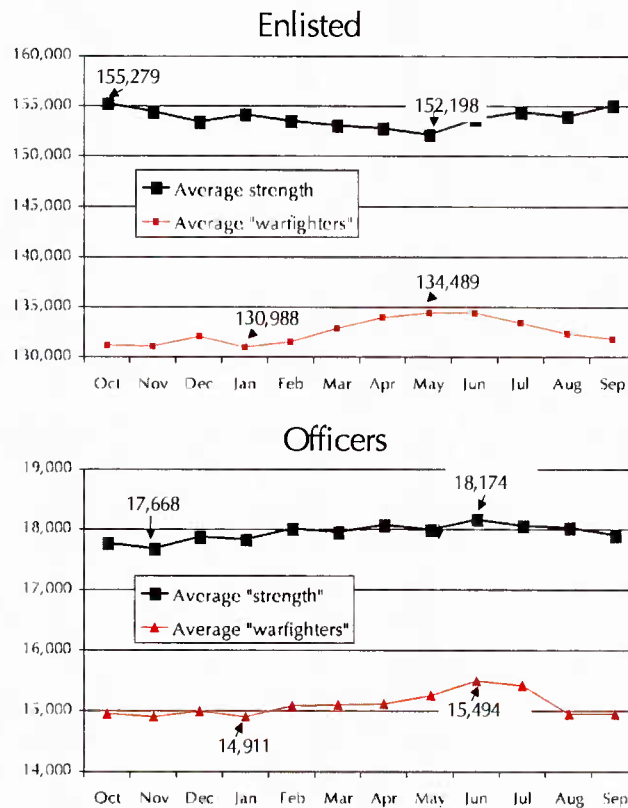 Enlisted
160,000
155,279
155,000
152,198
150,000
Average strength
145,000
Average "warfighters"
140,000
134,489
135,000
130,988
130,000
Oct Nov Dec Jan Feb Mar Apr May Jun Jul Aug Sep
Officers
19,000
18,174
17,668
18,000
17,000
Average "strength"
16,000
Average "warfighters"
15,000
15,494
14,911
14,000
Oct Nov Dec Jan Feb Mar Apr May Jun Jul Aug Sep